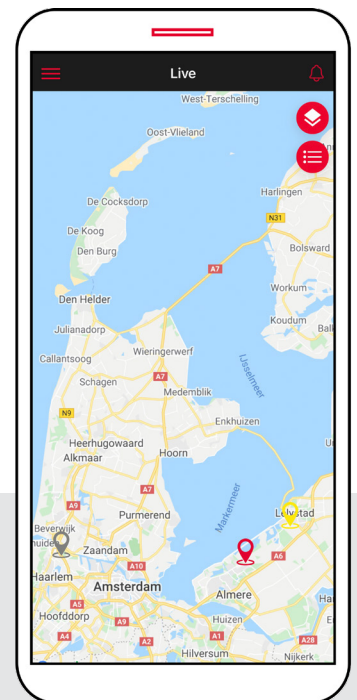 Live
West-Terschelling
Oost-Vlieland
Harlingen
De Cocksdorp
N31
De Koog
Bolsward
Den Burg
A7
Workum
Den Helder
Koudum
Julianadorp
Wieringerwerf
Callantsoog
IJsselmeer
A7
Schagen
Medemblik
N9
Enkhuizen
Heerhugowaard
Hoorn
Alkmaar
A7
Markermeer
A9
Purmerend
Lelystad
Beverwijk
Zaandam
A6
A10
Haarlem
Amsterdam
Almere
A5
Hoofddorp
A9
Huizen
A4
A2
A1
A28
Hilversum
Nijkerk